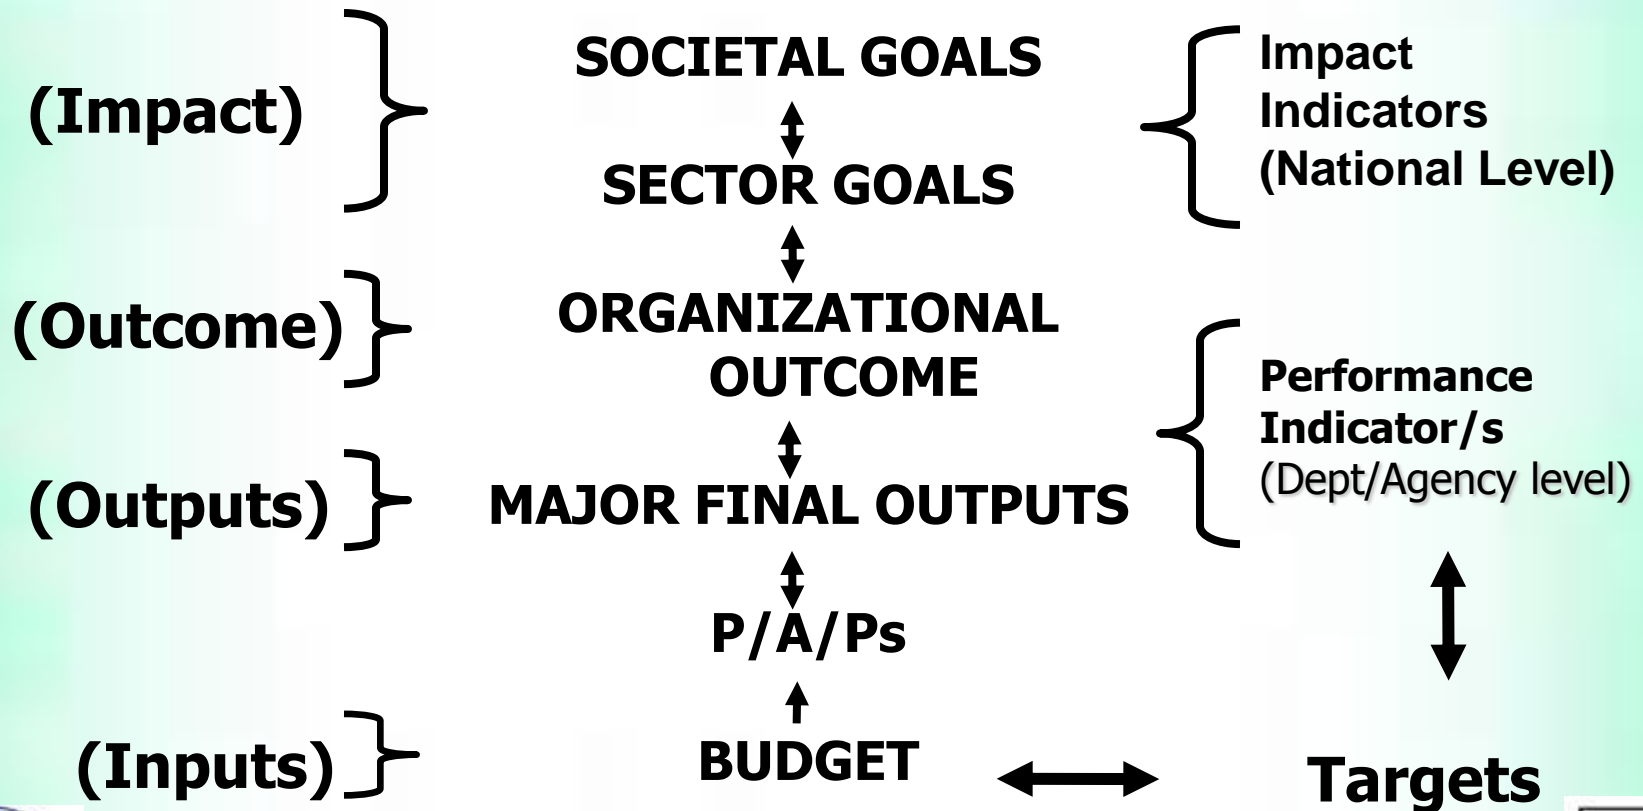 (Impact)
SOCIETAL GOALS
SECTOR GOALS
Impact
Indicators
(National Level)
(Outcome)
ORGANIZATIONAL
OUTCOME
Performance
Indicator/s
(Dept/Agency level)
(Outputs)
MAJOR FINAL OUTPUTS
P/A/Ps
(Inputs)
BUDGET
Targets